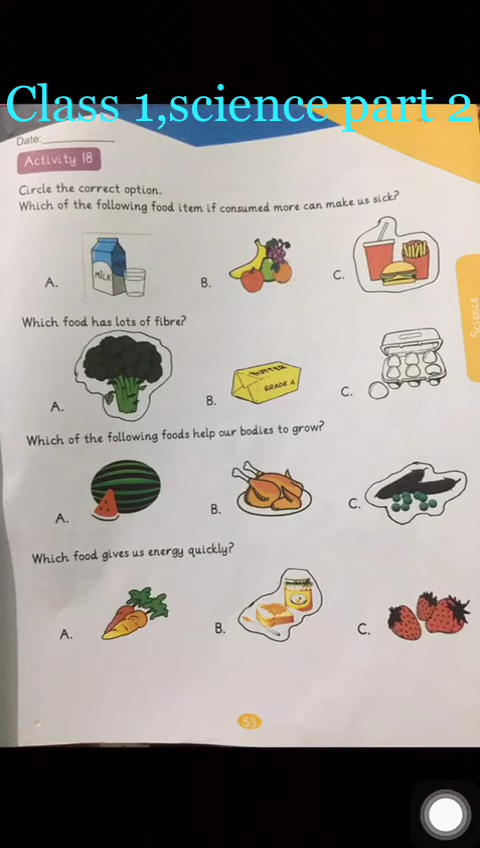 Class 1,science part 2
Date:
Activity 18
Circle the correct option.
Which of the following food item if consumed more can make us sick?
A.
MILK
B.
C.
Science
Which food has lots of fibre?
A.
B.
BUTTER
GRADE A
C.
Which of the following foods help our bodies to grow?
A.
B.
C.
Which food gives us energy quickly?
A.
B.
C.
53